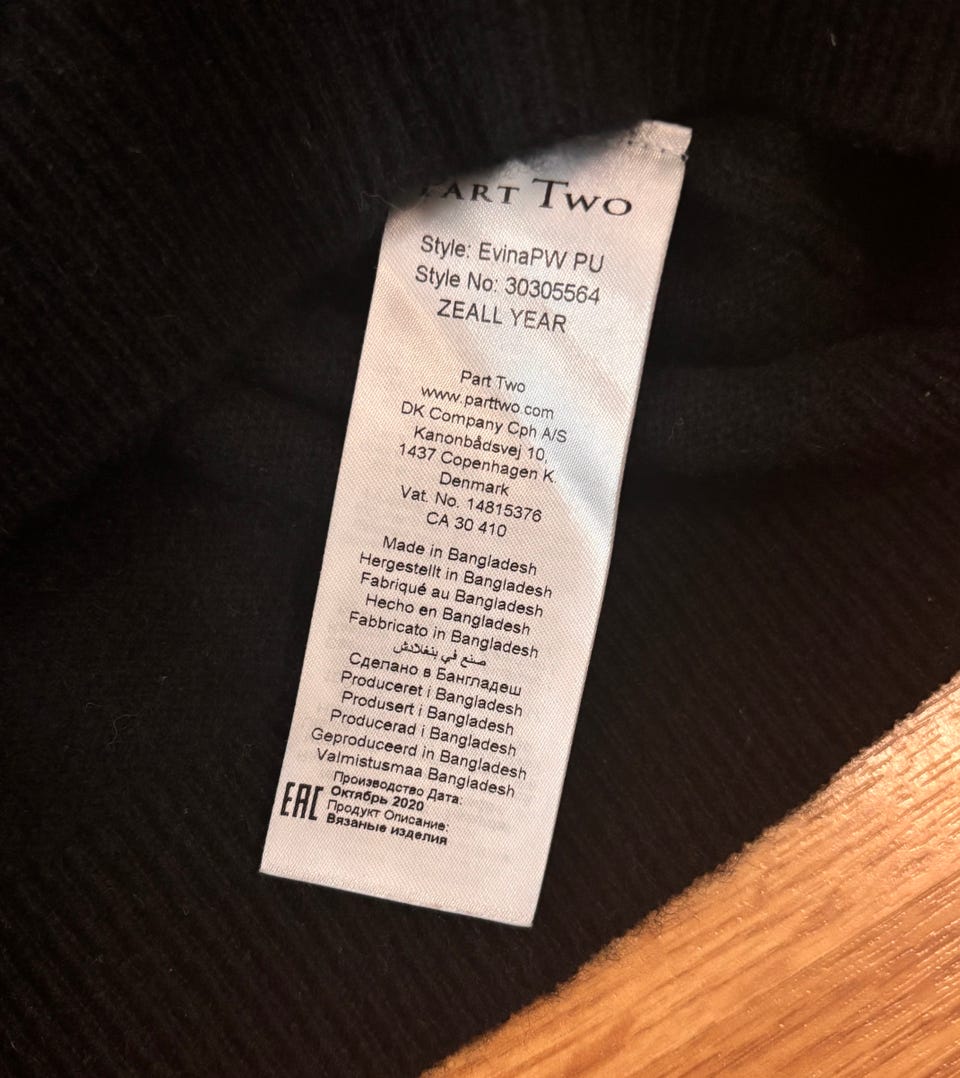 PART TWO
Style: EvinaPW PU
Style No: 30305564
ZEALL YEAR
Part Two
www.parttwo.com
DK Company Cph A/S
Kanonbådsvej 10,
1437 Copenhagen K.
Denmark
Vat. No. 14815376
CA 30 410
Made in Bangladesh
Hergestellt in Bangladesh
Fabriqué au Bangladesh
Hecho en Bangladesh
Fabbricato in Bangladesh
صنع في بنغلادش
Сделано в Бангладеш
Produceret i Bangladesh
Produsert i Bangladesh
Producerad i Bangladesh
Geproduceerd in Bangladesh
Valmistusmaa Bangladesh
EAC
Производство Дата:
Октябрь 2020
Продукт Описание:
Вязаные изделия